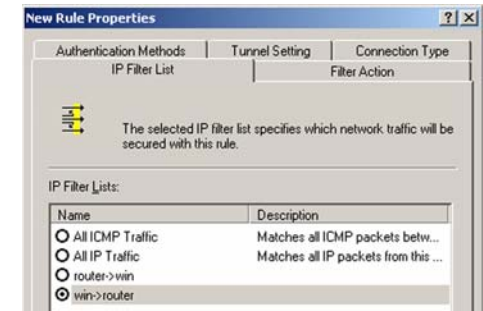 New Rule Properties
Authentication Methods Tunnel Setting Connection Type
IP Filter List Filter Action
The selected IP filter list specifies which network traffic will be
secured with this rule.
IP Filter Lists:
Name Description
All ICMP Traffic Matches all ICMP packets betw...
All IP Traffic Matches all IP packets from this ...
router->win
win->router